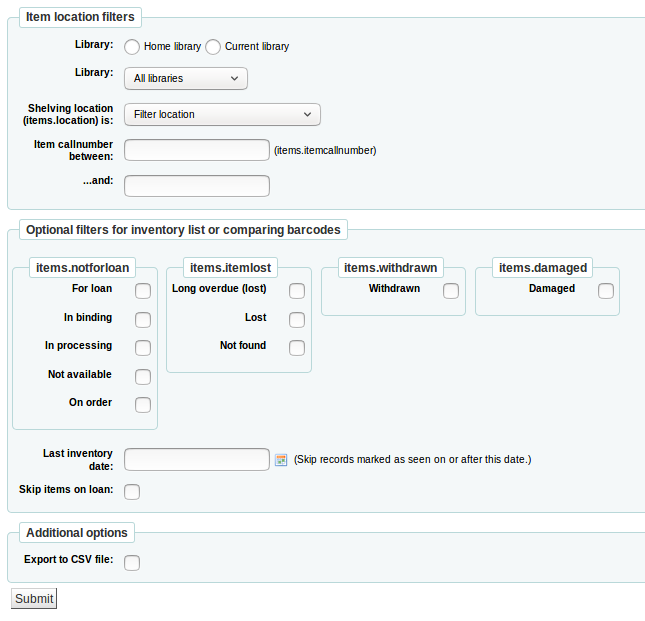 Item location filters
Library: Home library Current library
Library: All libraries
Shelving location
(items.location) is: Filter location
Item callnumber
between: (items.itemcallnumber)
...and:
Optional filters for inventory list or comparing barcodes
items.notforloan
For loan
In binding
In processing
Not available
On order
items.itemlost
Long overdue (lost)
Lost
Not found
items.withdrawn
Withdrawn
items.damaged
Damaged
Last inventory
date: (Skip records marked as seen on or after this date.)
Skip items on loan:
Additional options
Export to CSV file:
Submit